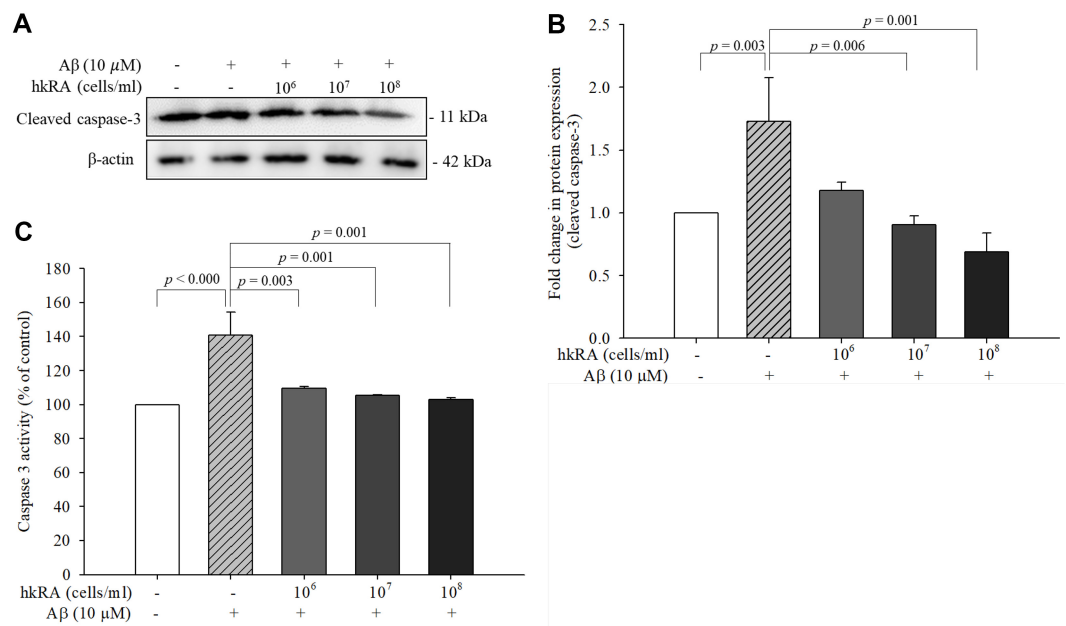 A
Aβ (10 μM) - + + + +
hkRA (cells/ml) - - 10⁶ 10⁷ 10⁸
Cleaved caspase-3 - 11 kDa
β-actin - 42 kDa
B
p = 0.001
p = 0.003 p = 0.006
Fold change in protein expression
(cleaved caspase-3)
2.5
2.0
1.5
1.0
0.5
0.0
hkRA (cells/ml) - - 10⁶ 10⁷ 10⁸
Aβ (10 μM) - + + + +
C
p = 0.001
p = 0.001
p < 0.000 p = 0.003
Caspase 3 activity (% of control)
180
160
140
120
100
80
60
40
20
0
hkRA (cells/ml) - - 10⁶ 10⁷ 10⁸
Aβ (10 μM) - + + + +